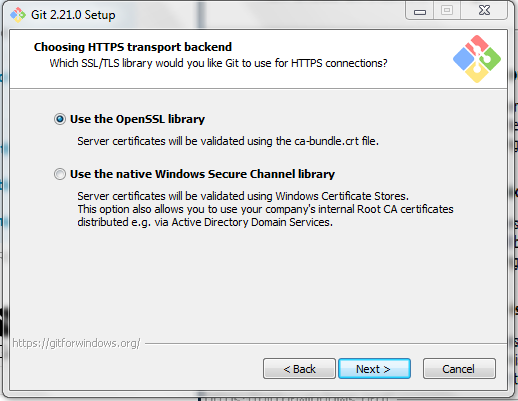 Git 2.21.0 Setup
Choosing HTTPS transport backend
Which SSL/TLS library would you like Git to use for HTTPS connections?
Use the OpenSSL library
Server certificates will be validated using the ca-bundle.crt file.
Use the native Windows Secure Channel library
Server certificates will be validated using Windows Certificate Stores.
This option also allows you to use your company's internal Root CA certificates
distributed e.g. via Active Directory Domain Services.
https://gitforwindows.org/
< Back
Next >
Cancel